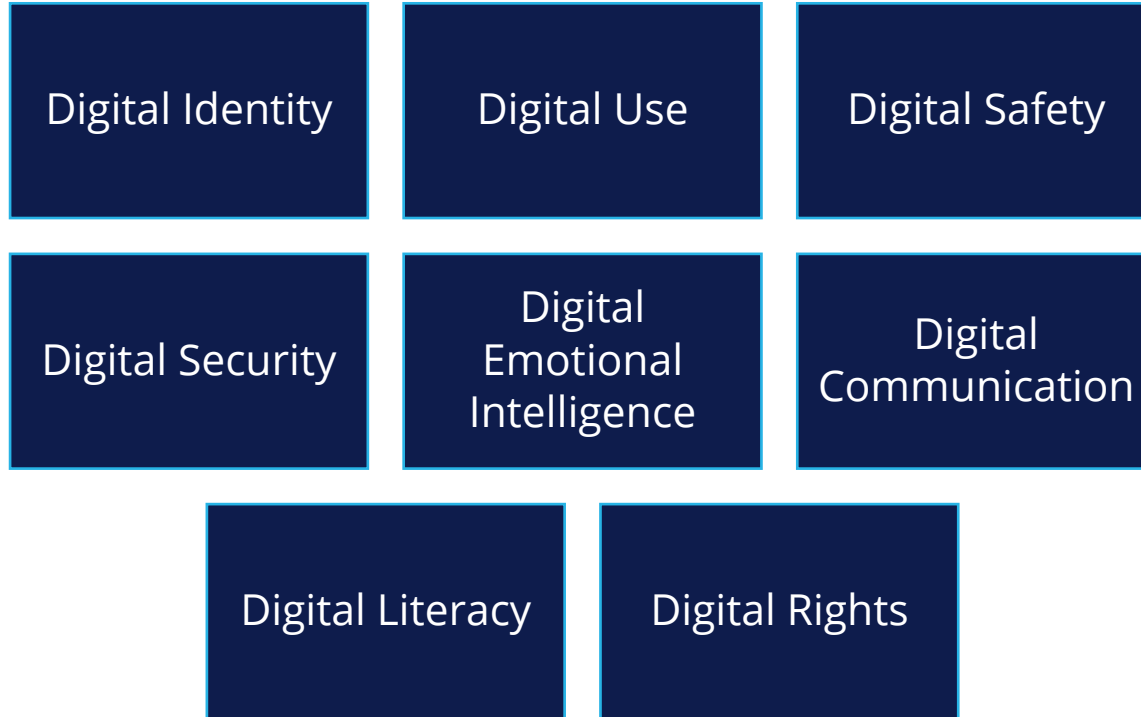 Digital Identity
Digital Use
Digital Safety
Digital Security
Digital
Emotional
Intelligence
Digital
Communication
Digital Literacy
Digital Rights